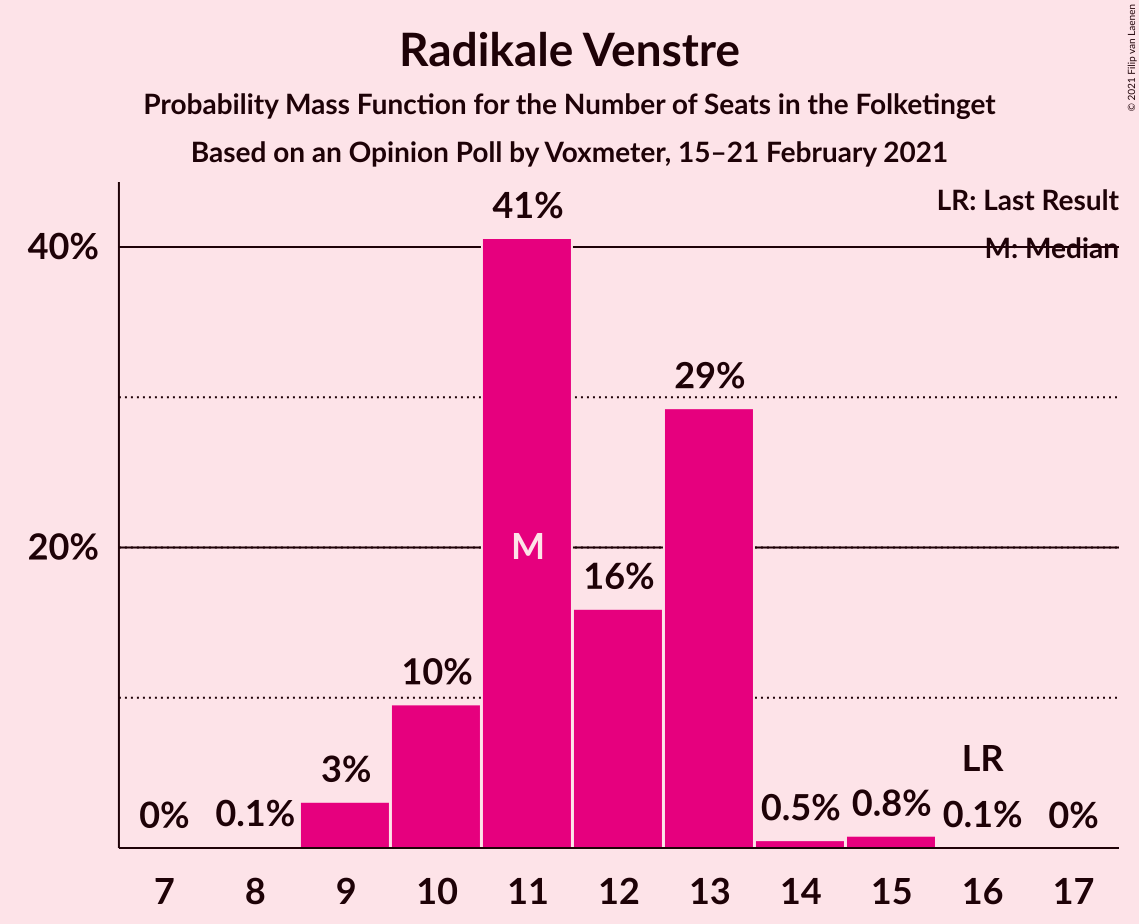 Radikale Venstre
Probability Mass Function for the Number of Seats in the Folketinget
Based on an Opinion Poll by Voxmeter, 15–21 February 2021
© 2021 Filip van Laenen
LR: Last Result
M: Median
40%
20%
0%
0.1%
3%
10%
41%
M
16%
29%
0.5%
0.8%
LR
0.1%
0%
7 8 9 10 11 12 13 14 15 16 17